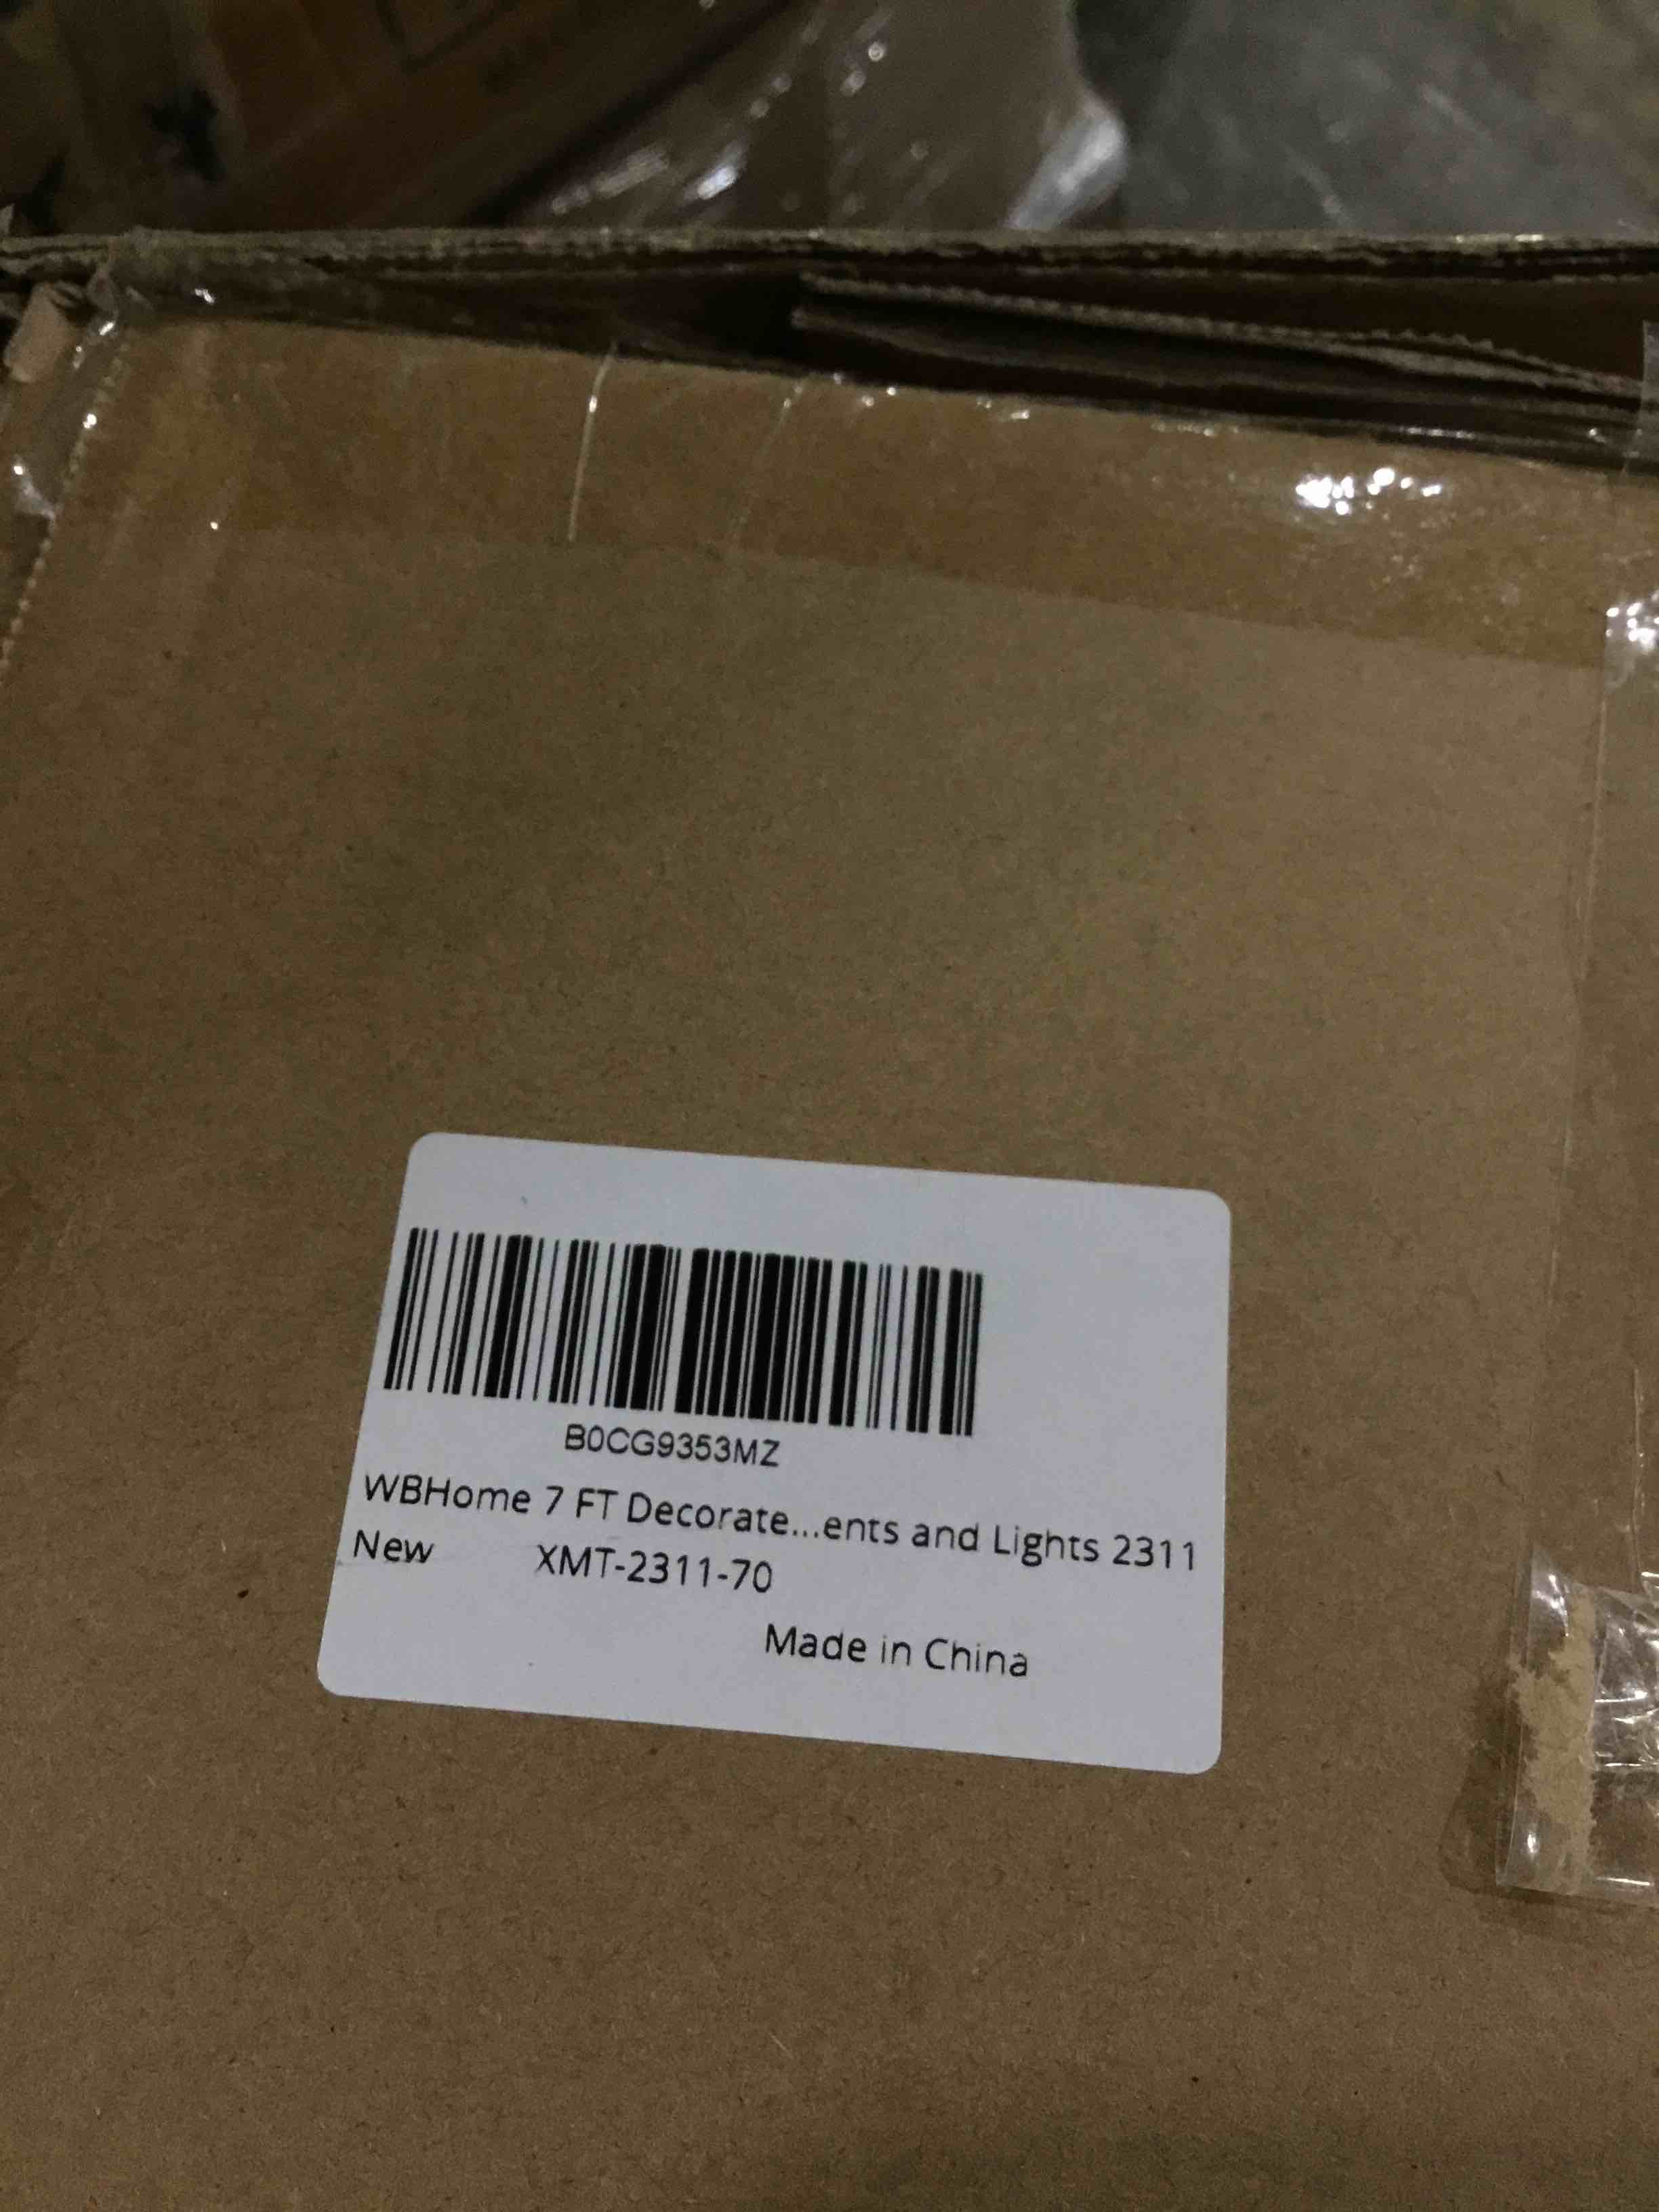 B0CG9353MZ
WBHome 7 FT Decorate...ents and Lights 2311
New XMT-2311-70
Made in China